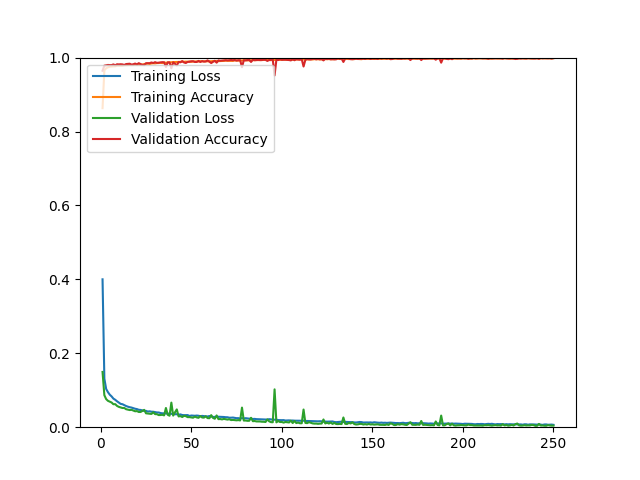 1.0
0.8
0.6
0.4
0.2
0.0
Training Loss
Training Accuracy
Validation Loss
Validation Accuracy
0 50 100 150 200 250